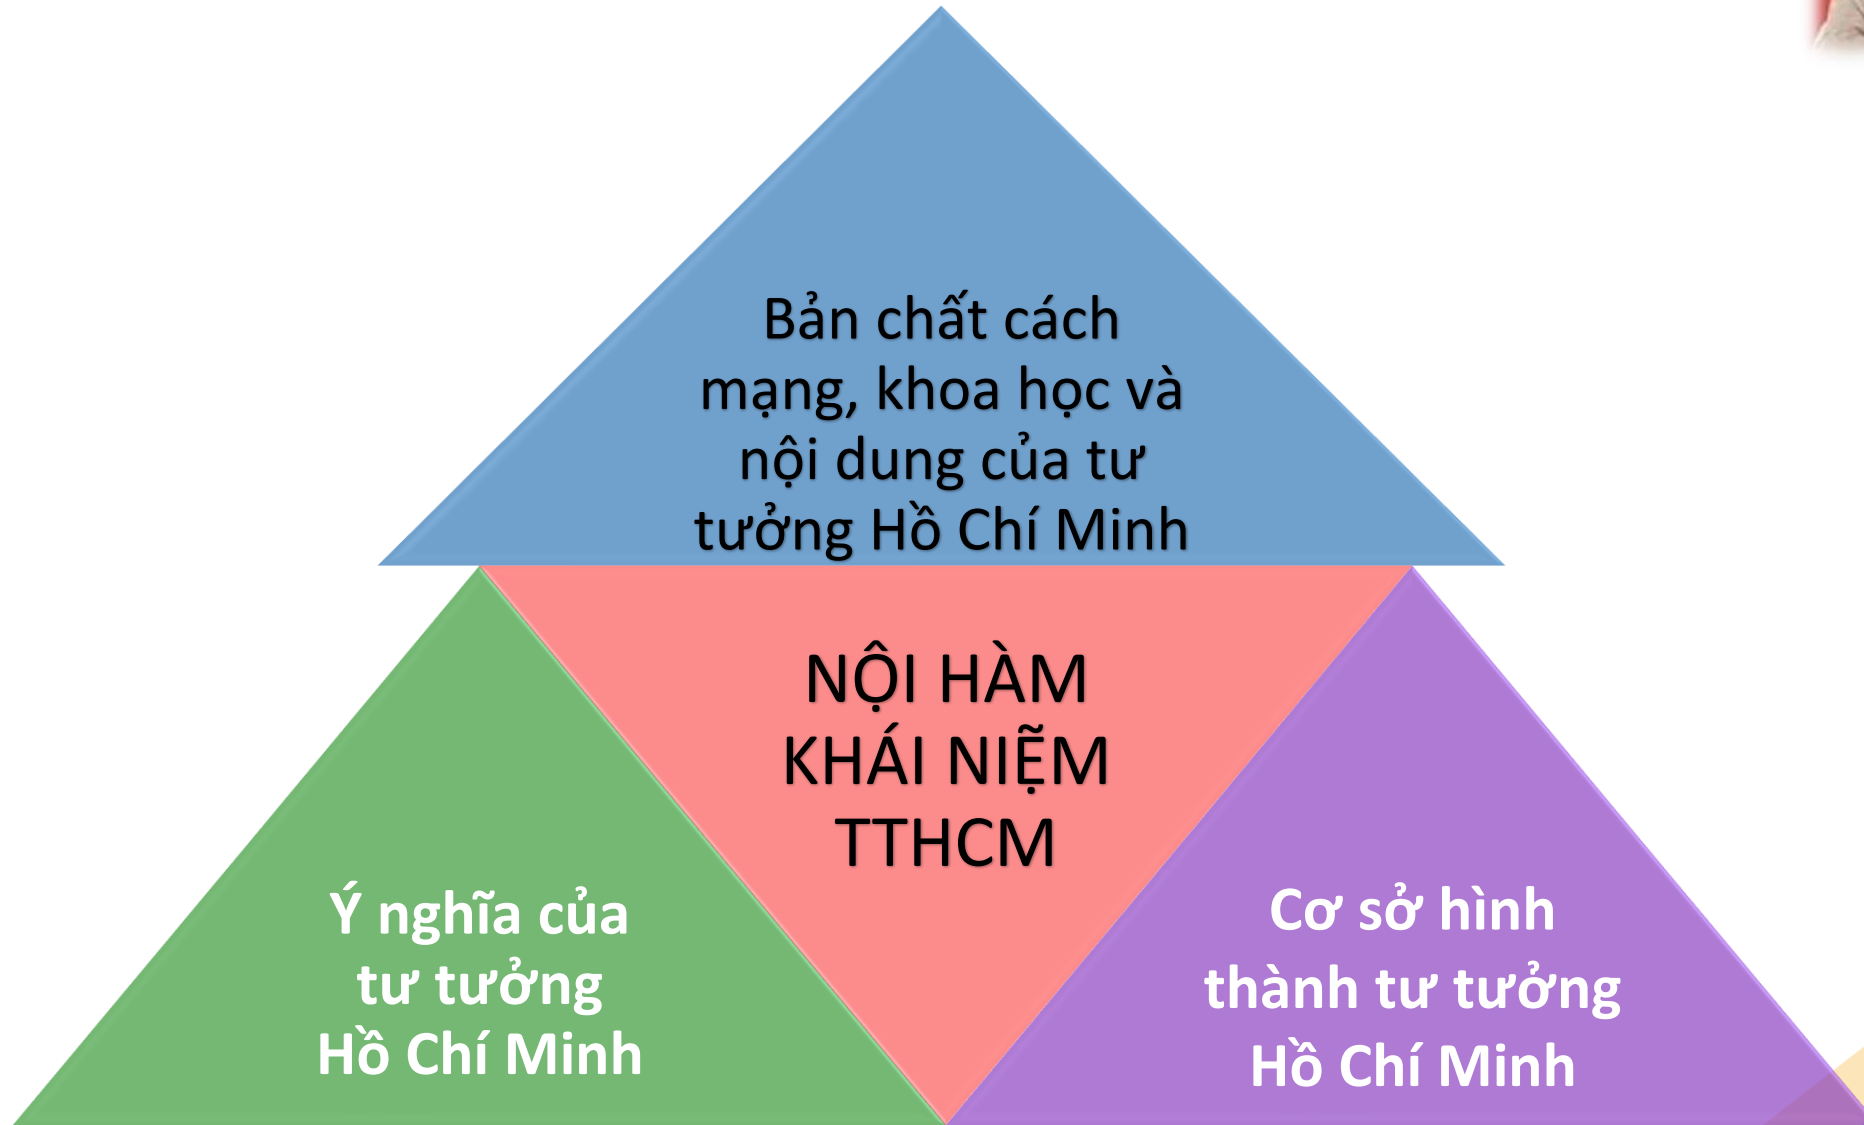 Bản chất cách
mạng, khoa học và
nội dung của tư
tưởng Hồ Chí Minh
NỘI HÀM
KHÁI NIẸ̃M
TTHCM
Ý nghĩa của
tư tưởng
Hồ Chí Minh
Cơ sở hình
thành tư tưởng
Hồ Chí Minh